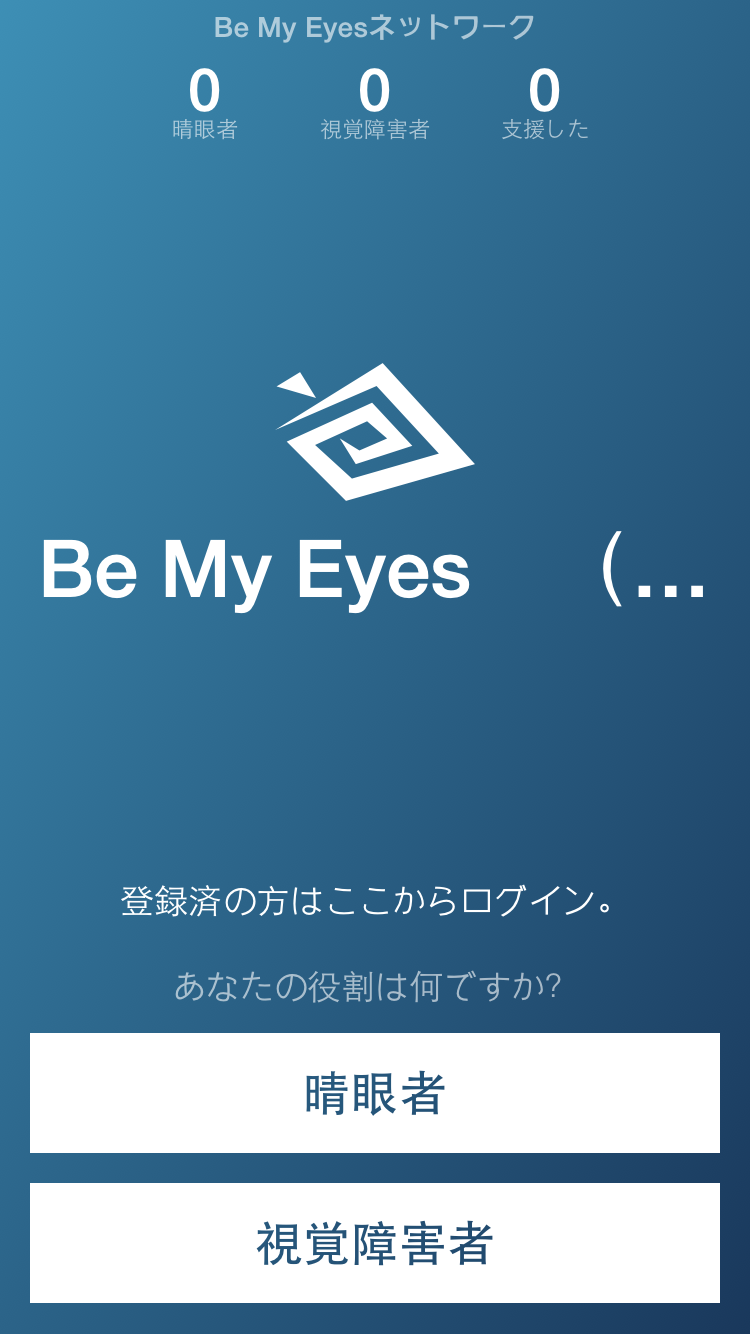 Be My Eyesネットワーク
0 0 0
晴眼者 視覚障害者 支援した
Be My Eyes （...
登録済の方はここからログイン。
あなたの役割は何ですか?
晴眼者
視覚障害者